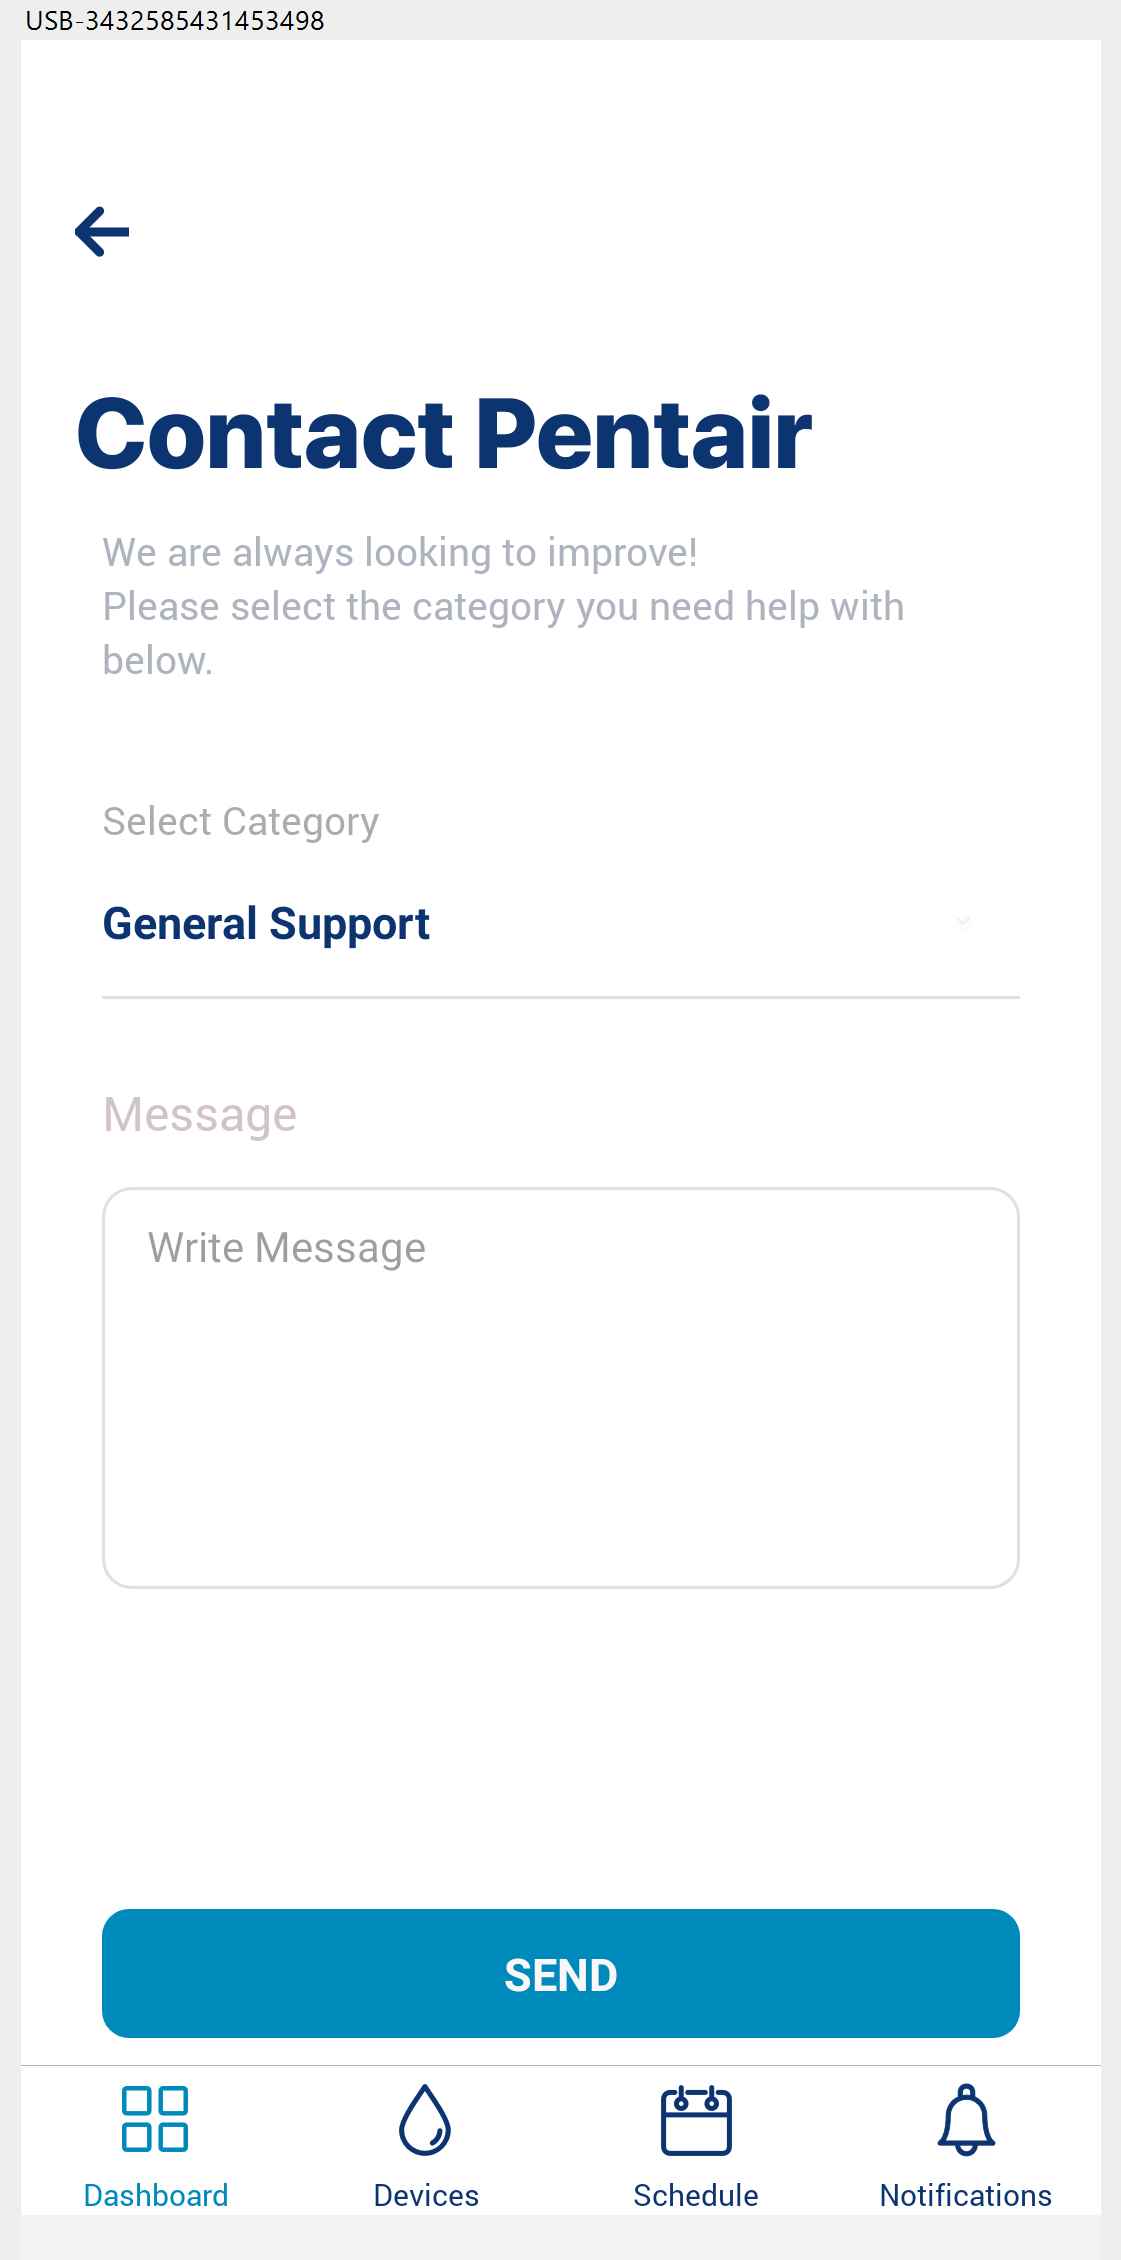 USB-3432585431453498
Contact Pentair
We are always looking to improve!
Please select the category you need help with
below.
Select Category
General Support
Message
Write Message
SEND
Dashboard
Devices
Schedule
Notifications